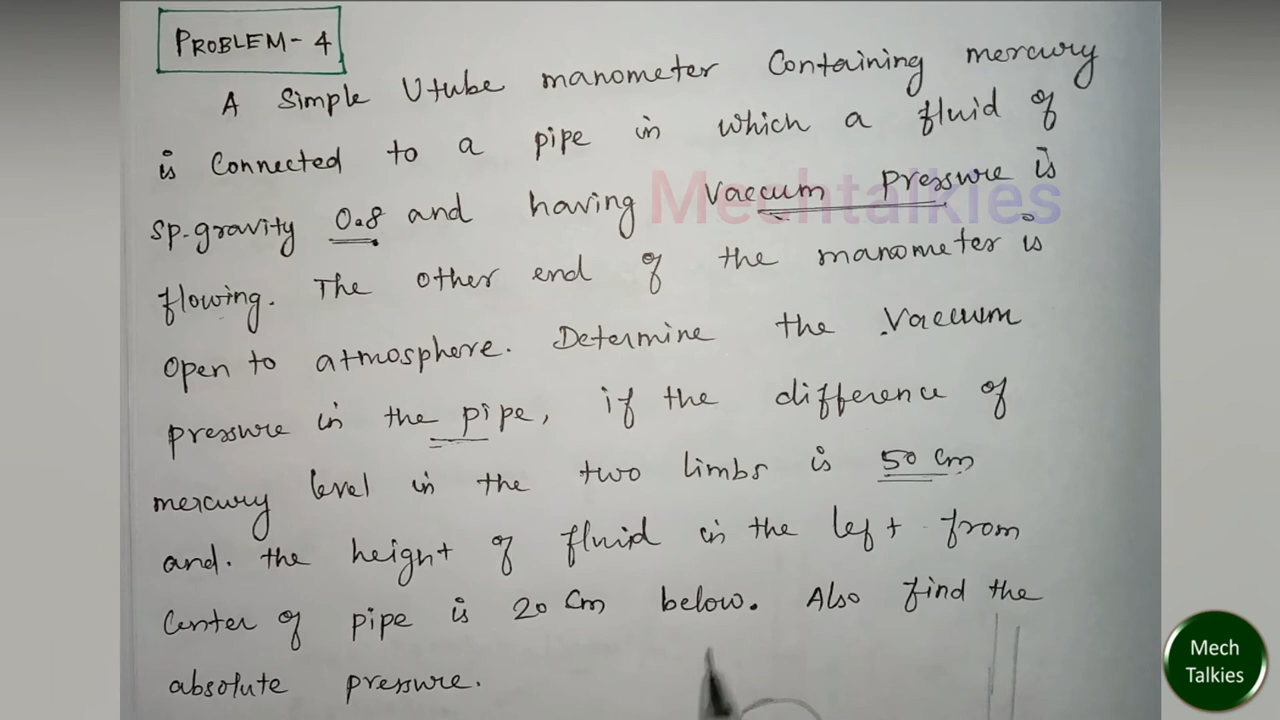 PROBLEM-4
A Simple Utube manometer Containing mercury
is Connected to a pipe in which a fluid of
Mechtalkies
sp.gravity 0.8 and having Vaccum pressure is
flowing. The other end of the manometer is
open to atmosphere. Determine the Vaccum
pressure in the pipe, if the difference of
mercury level in the two limbs is 50 cm
and. the height of fluid in the left from
Center of pipe is 20 cm below. Also find the
absolute pressure.
Mech
Talkies